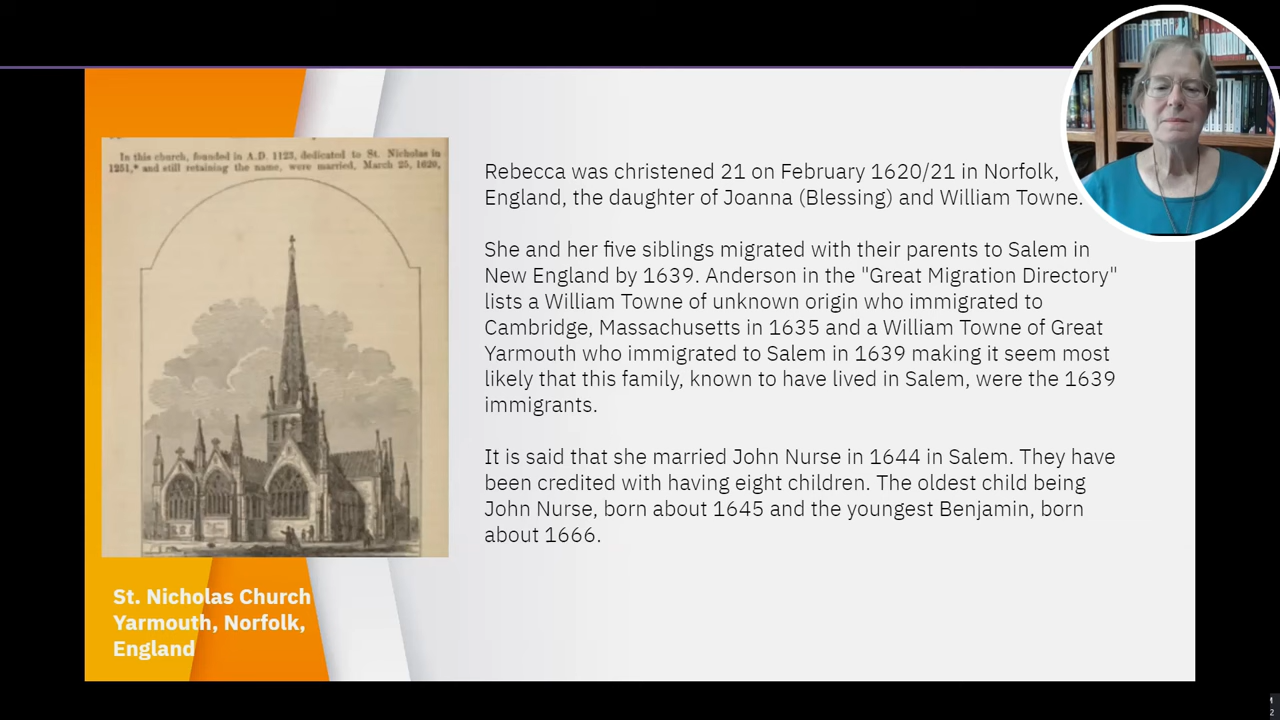 In this church, founded in A.D. 1123, dedicated to St. Nicholas in
1251,* and still retaining the name, were married, March 25, 1620,
Rebecca was christened 21 on February 1620/21 in Norfolk,
England, the daughter of Joanna (Blessing) and William Towne.
She and her five siblings migrated with their parents to Salem in
New England by 1639. Anderson in the "Great Migration Directory"
lists a William Towne of unknown origin who immigrated to
Cambridge, Massachusetts in 1635 and a William Towne of Great
Yarmouth who immigrated to Salem in 1639 making it seem most
likely that this family, known to have lived in Salem, were the 1639
immigrants.
It is said that she married John Nurse in 1644 in Salem. They have
been credited with having eight children. The oldest child being
John Nurse, born about 1645 and the youngest Benjamin, born
about 1666.
St. Nicholas Church
Yarmouth, Norfolk,
England